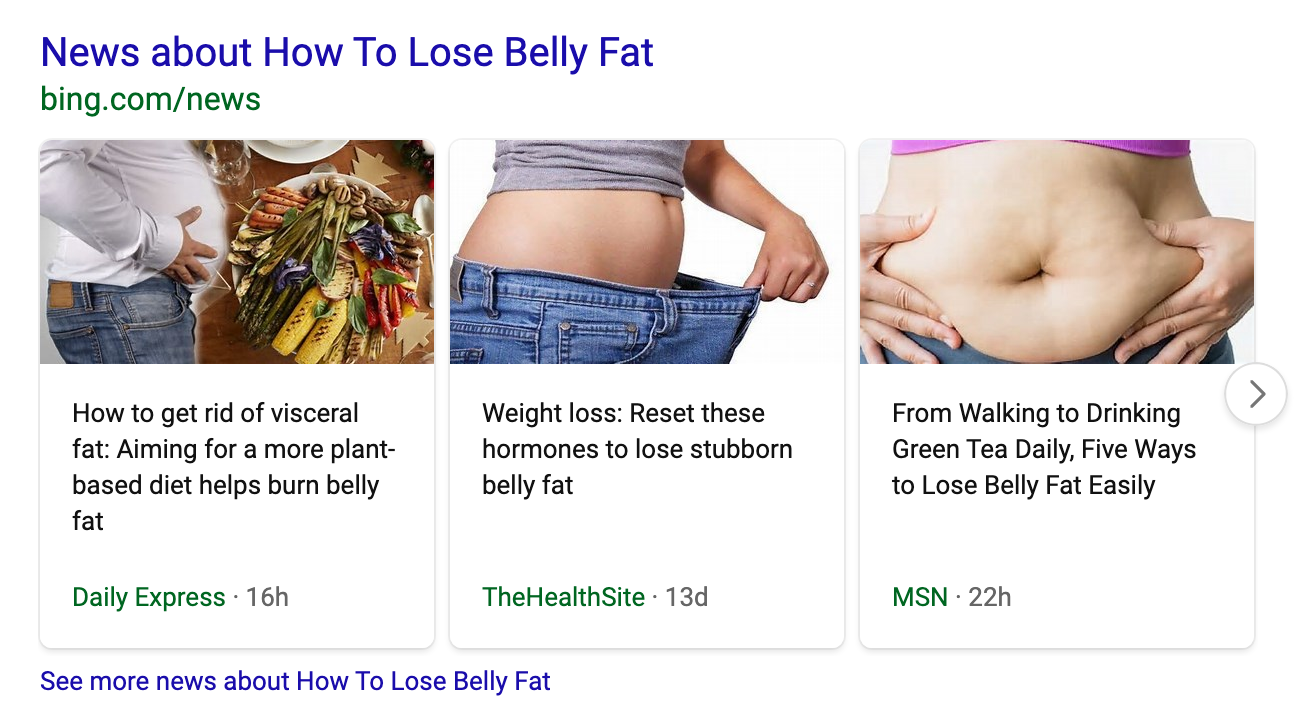 News about How To Lose Belly Fat
bing.com/news
How to get rid of visceral
fat: Aiming for a more plant-
based diet helps burn belly
fat
Daily Express · 16h
Weight loss: Reset these
hormones to lose stubborn
belly fat
TheHealthSite · 13d
From Walking to Drinking
Green Tea Daily, Five Ways
to Lose Belly Fat Easily
MSN · 22h
See more news about How To Lose Belly Fat